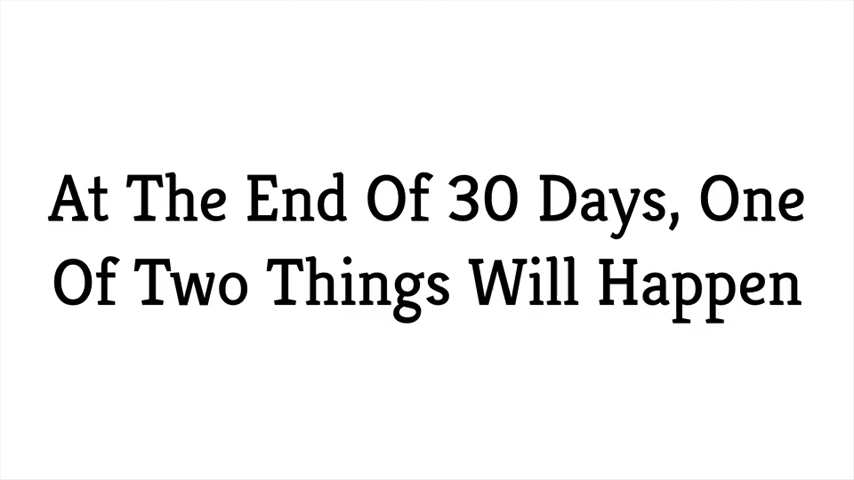 At The End Of 30 Days, One
Of Two Things Will Happen